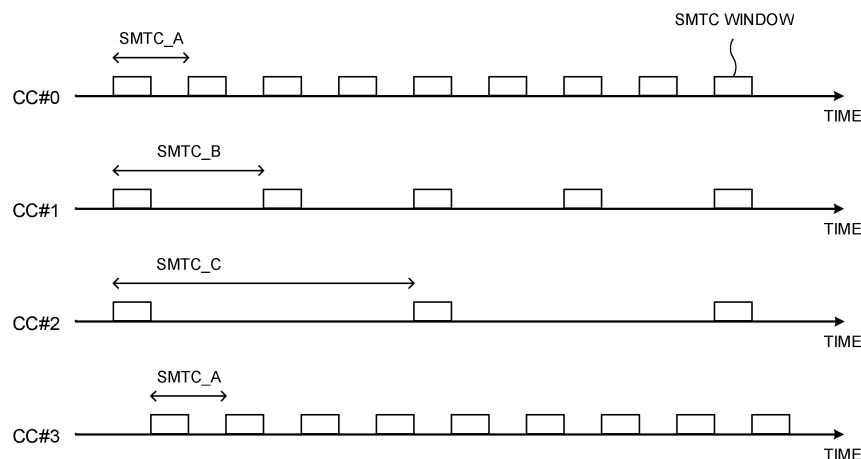 SMTC WINDOW
SMTC_A
CC#0
TIME
SMTC_B
CC#1
TIME
SMTC_C
CC#2
TIME
SMTC_A
CC#3
TIME